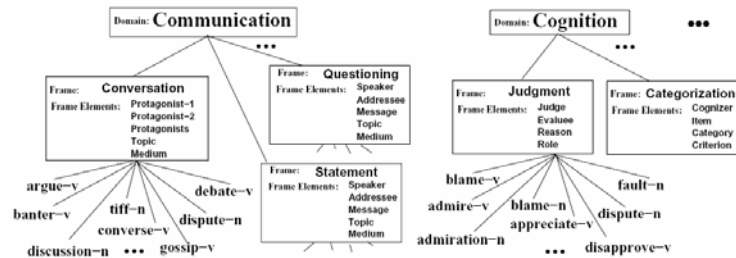 Domain: Communication
...
Frame: Conversation
Frame Elements: Protagonist−1
Protagonist−2
Protagonists
Topic
Medium
argue−v
banter−v
discussion−n
tiff−n
converse−v
...
gossip−v
dispute−n
debate−v
Frame: Questioning
Frame Elements: Speaker
Addressee
Message
Topic
Medium
Frame: Statement
Frame Elements: Speaker
Addressee
Message
Topic
Medium
Domain: Cognition
...
...
Frame: Judgment
Frame Elements: Judge
Evaluee
Reason
Role
blame−v
admire−v
admiration−n
blame−n
appreciate−v
...
disapprove−v
dispute−n
fault−n
Frame: Categorization
Frame Elements: Cognizer
Item
Category
Criterion